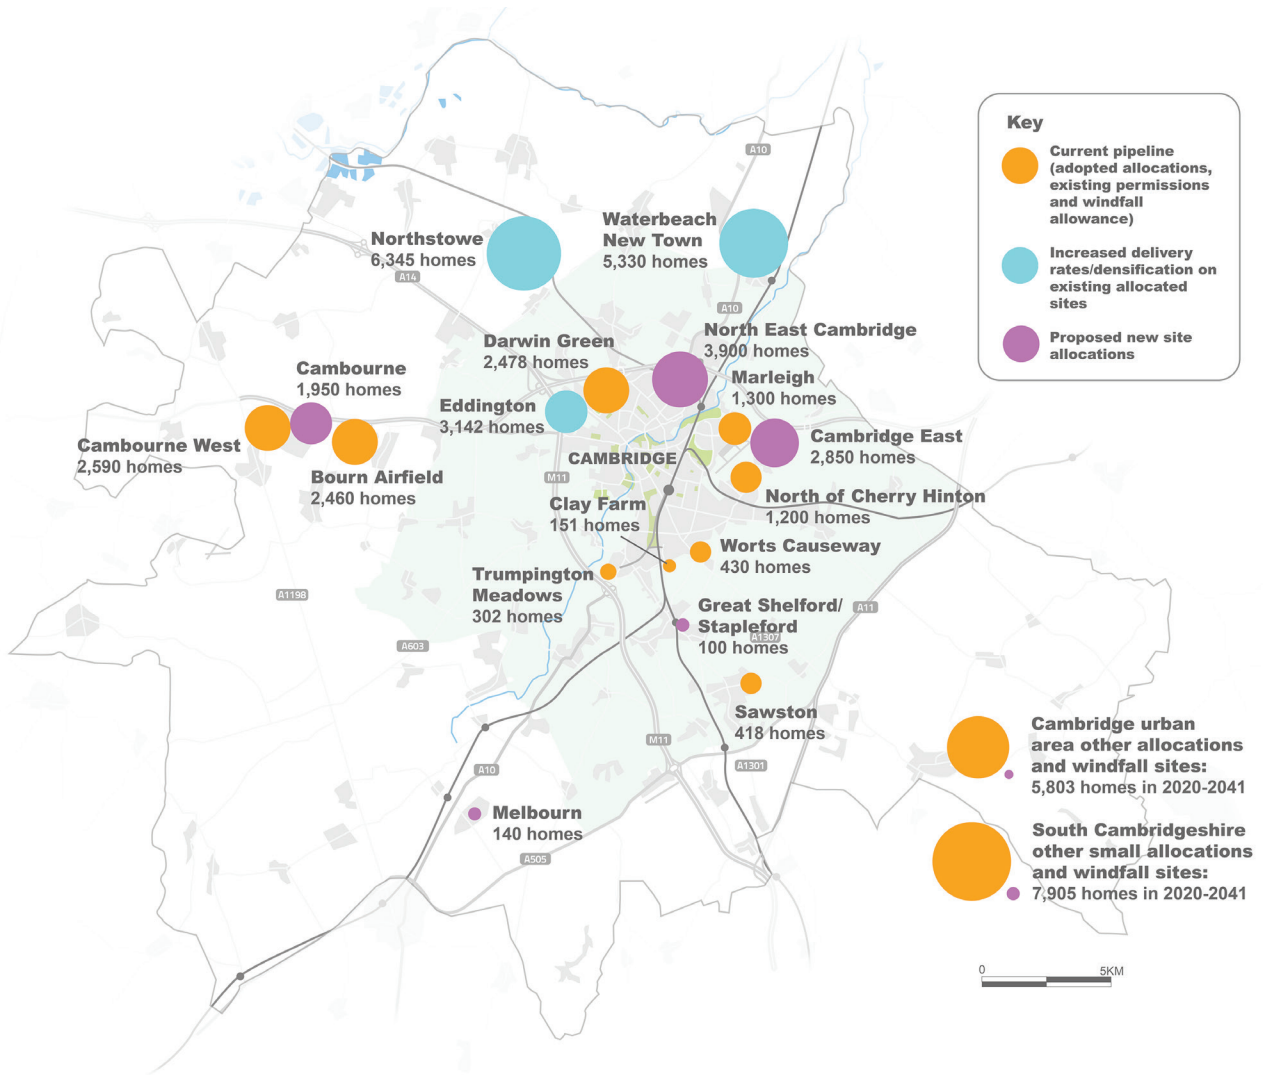 A10
Key
Current pipeline
(adopted allocations,
existing permissions
and windfall
allowance)
Increased delivery
rates/densification on
existing allocated
sites
Proposed new site
allocations
Northstowe
6,345 homes
A14
Waterbeach
New Town
5,330 homes
A10
Darwin Green
2,478 homes
North East Cambridge
3,900 homes
Cambourne
1,950 homes
Marleigh
1,300 homes
Eddington
3,142 homes
Cambourne West
2,590 homes
Bourn Airfield
2,460 homes
CAMBRIDGE
Cambridge East
2,850 homes
M11
North of Cherry Hinton
1,200 homes
Clay Farm
151 homes
Worts Causeway
430 homes
Trumpington
Meadows
302 homes
A1198
Great Shelford/
Stapleford
100 homes
A1307
A11
A603
Sawston
418 homes
M11
A1301
A10
Melbourn
140 homes
A505
Cambridge urban
area other allocations
and windfall sites:
5,803 homes in 2020-2041
South Cambridgeshire
other small allocations
and windfall sites:
7,905 homes in 2020-2041
0 5KM